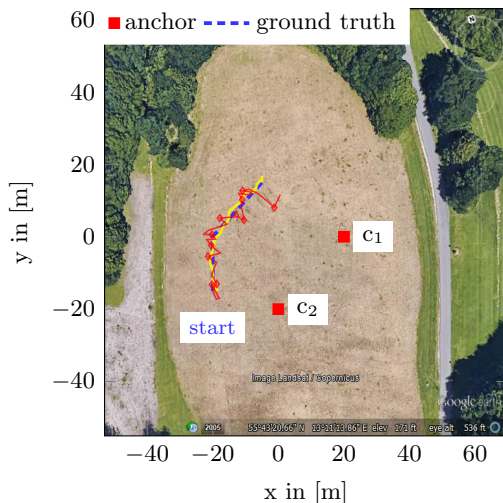 anchor ground truth
60
40
20
0
−20
−40
y in [m]
N
c1
c2
start
Image Landsat / Copernicus
Google earth
2005 55°43'20.66" N 13°11'13.86" E elev 171 ft eye alt 536 ft
−40 −20 0 20 40 60
x in [m]